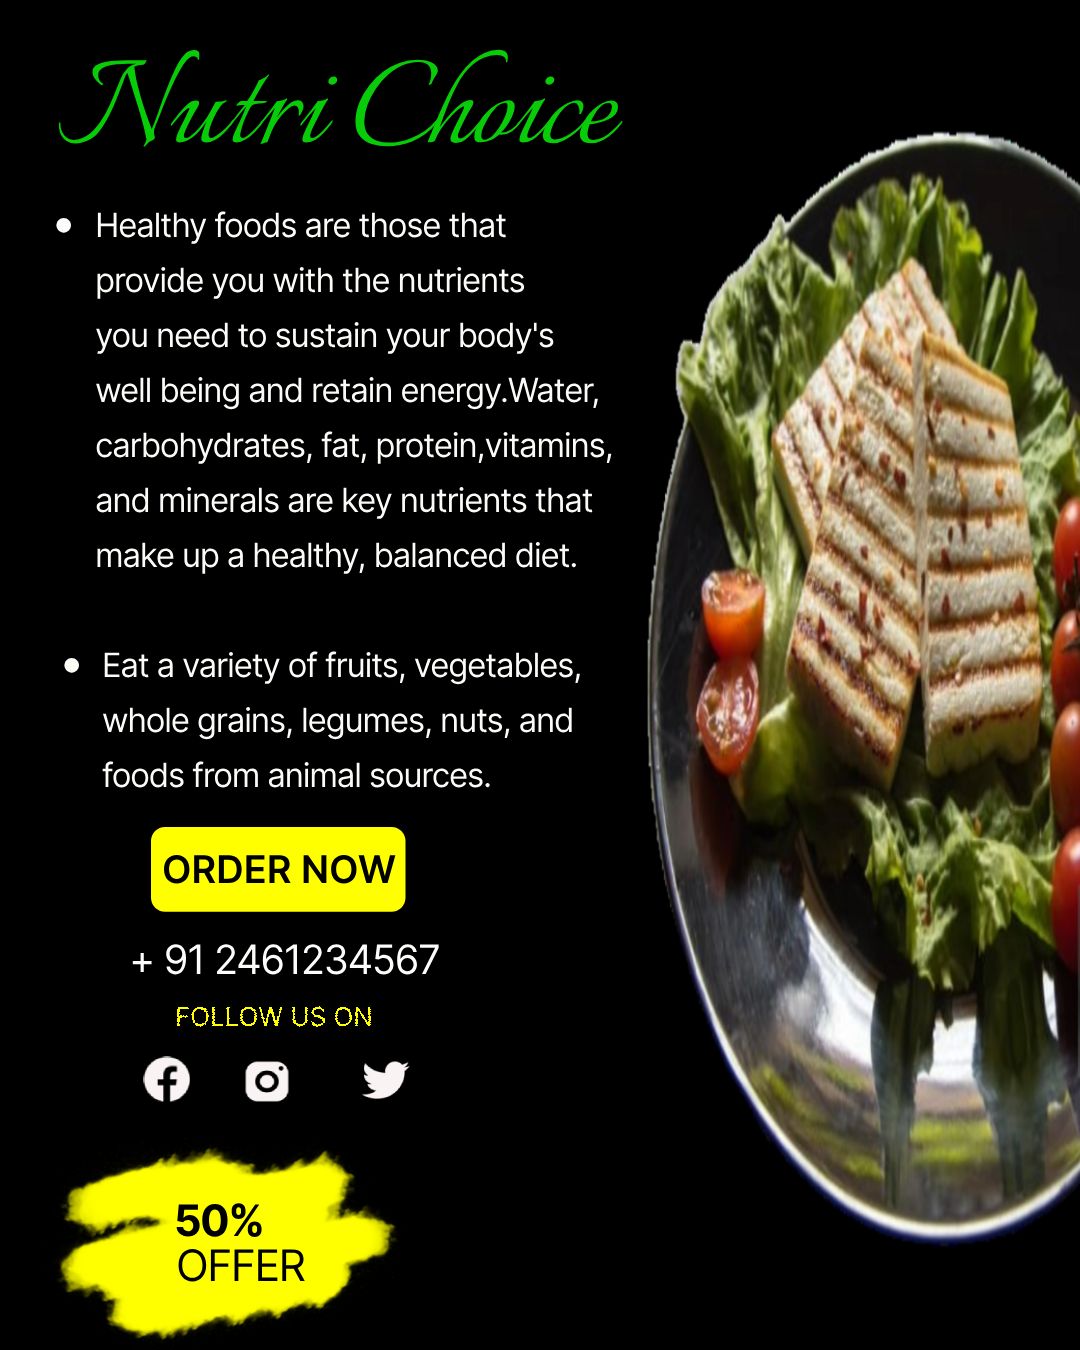 Nutri Choice
Healthy foods are those that
provide you with the nutrients
you need to sustain your body's
well being and retain energy.Water,
carbohydrates, fat, protein,vitamins,
and minerals are key nutrients that
make up a healthy, balanced diet.
Eat a variety of fruits, vegetables,
whole grains, legumes, nuts, and
foods from animal sources.
ORDER NOW
+ 91 2461234567
FOLLOW US ON
50%
OFFER